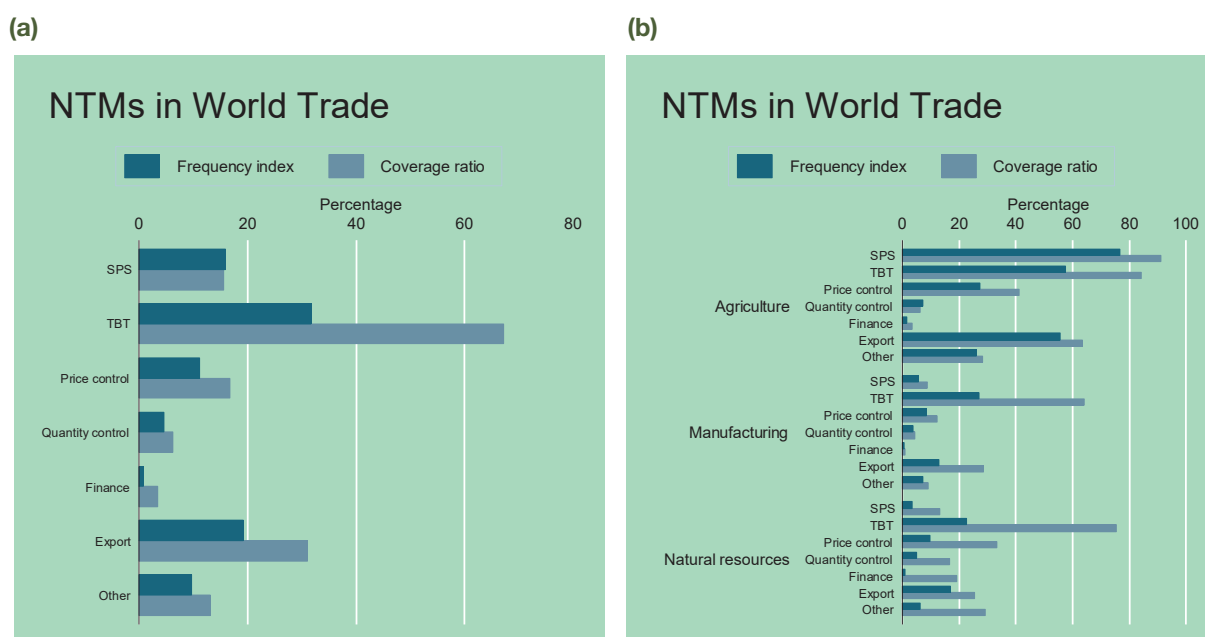 (a)
NTMs in World Trade
Frequency index Coverage ratio
Percentage
0 20 40 60 80
SPS
TBT
Price control
Quantity control
Finance
Export
Other
(b)
NTMs in World Trade
Frequency index Coverage ratio
Percentage
0 20 40 60 80 100
Agriculture
SPS
TBT
Price control
Quantity control
Finance
Export
Other
Manufacturing
SPS
TBT
Price control
Quantity control
Finance
Export
Other
Natural resources
SPS
TBT
Price control
Quantity control
Finance
Export
Other